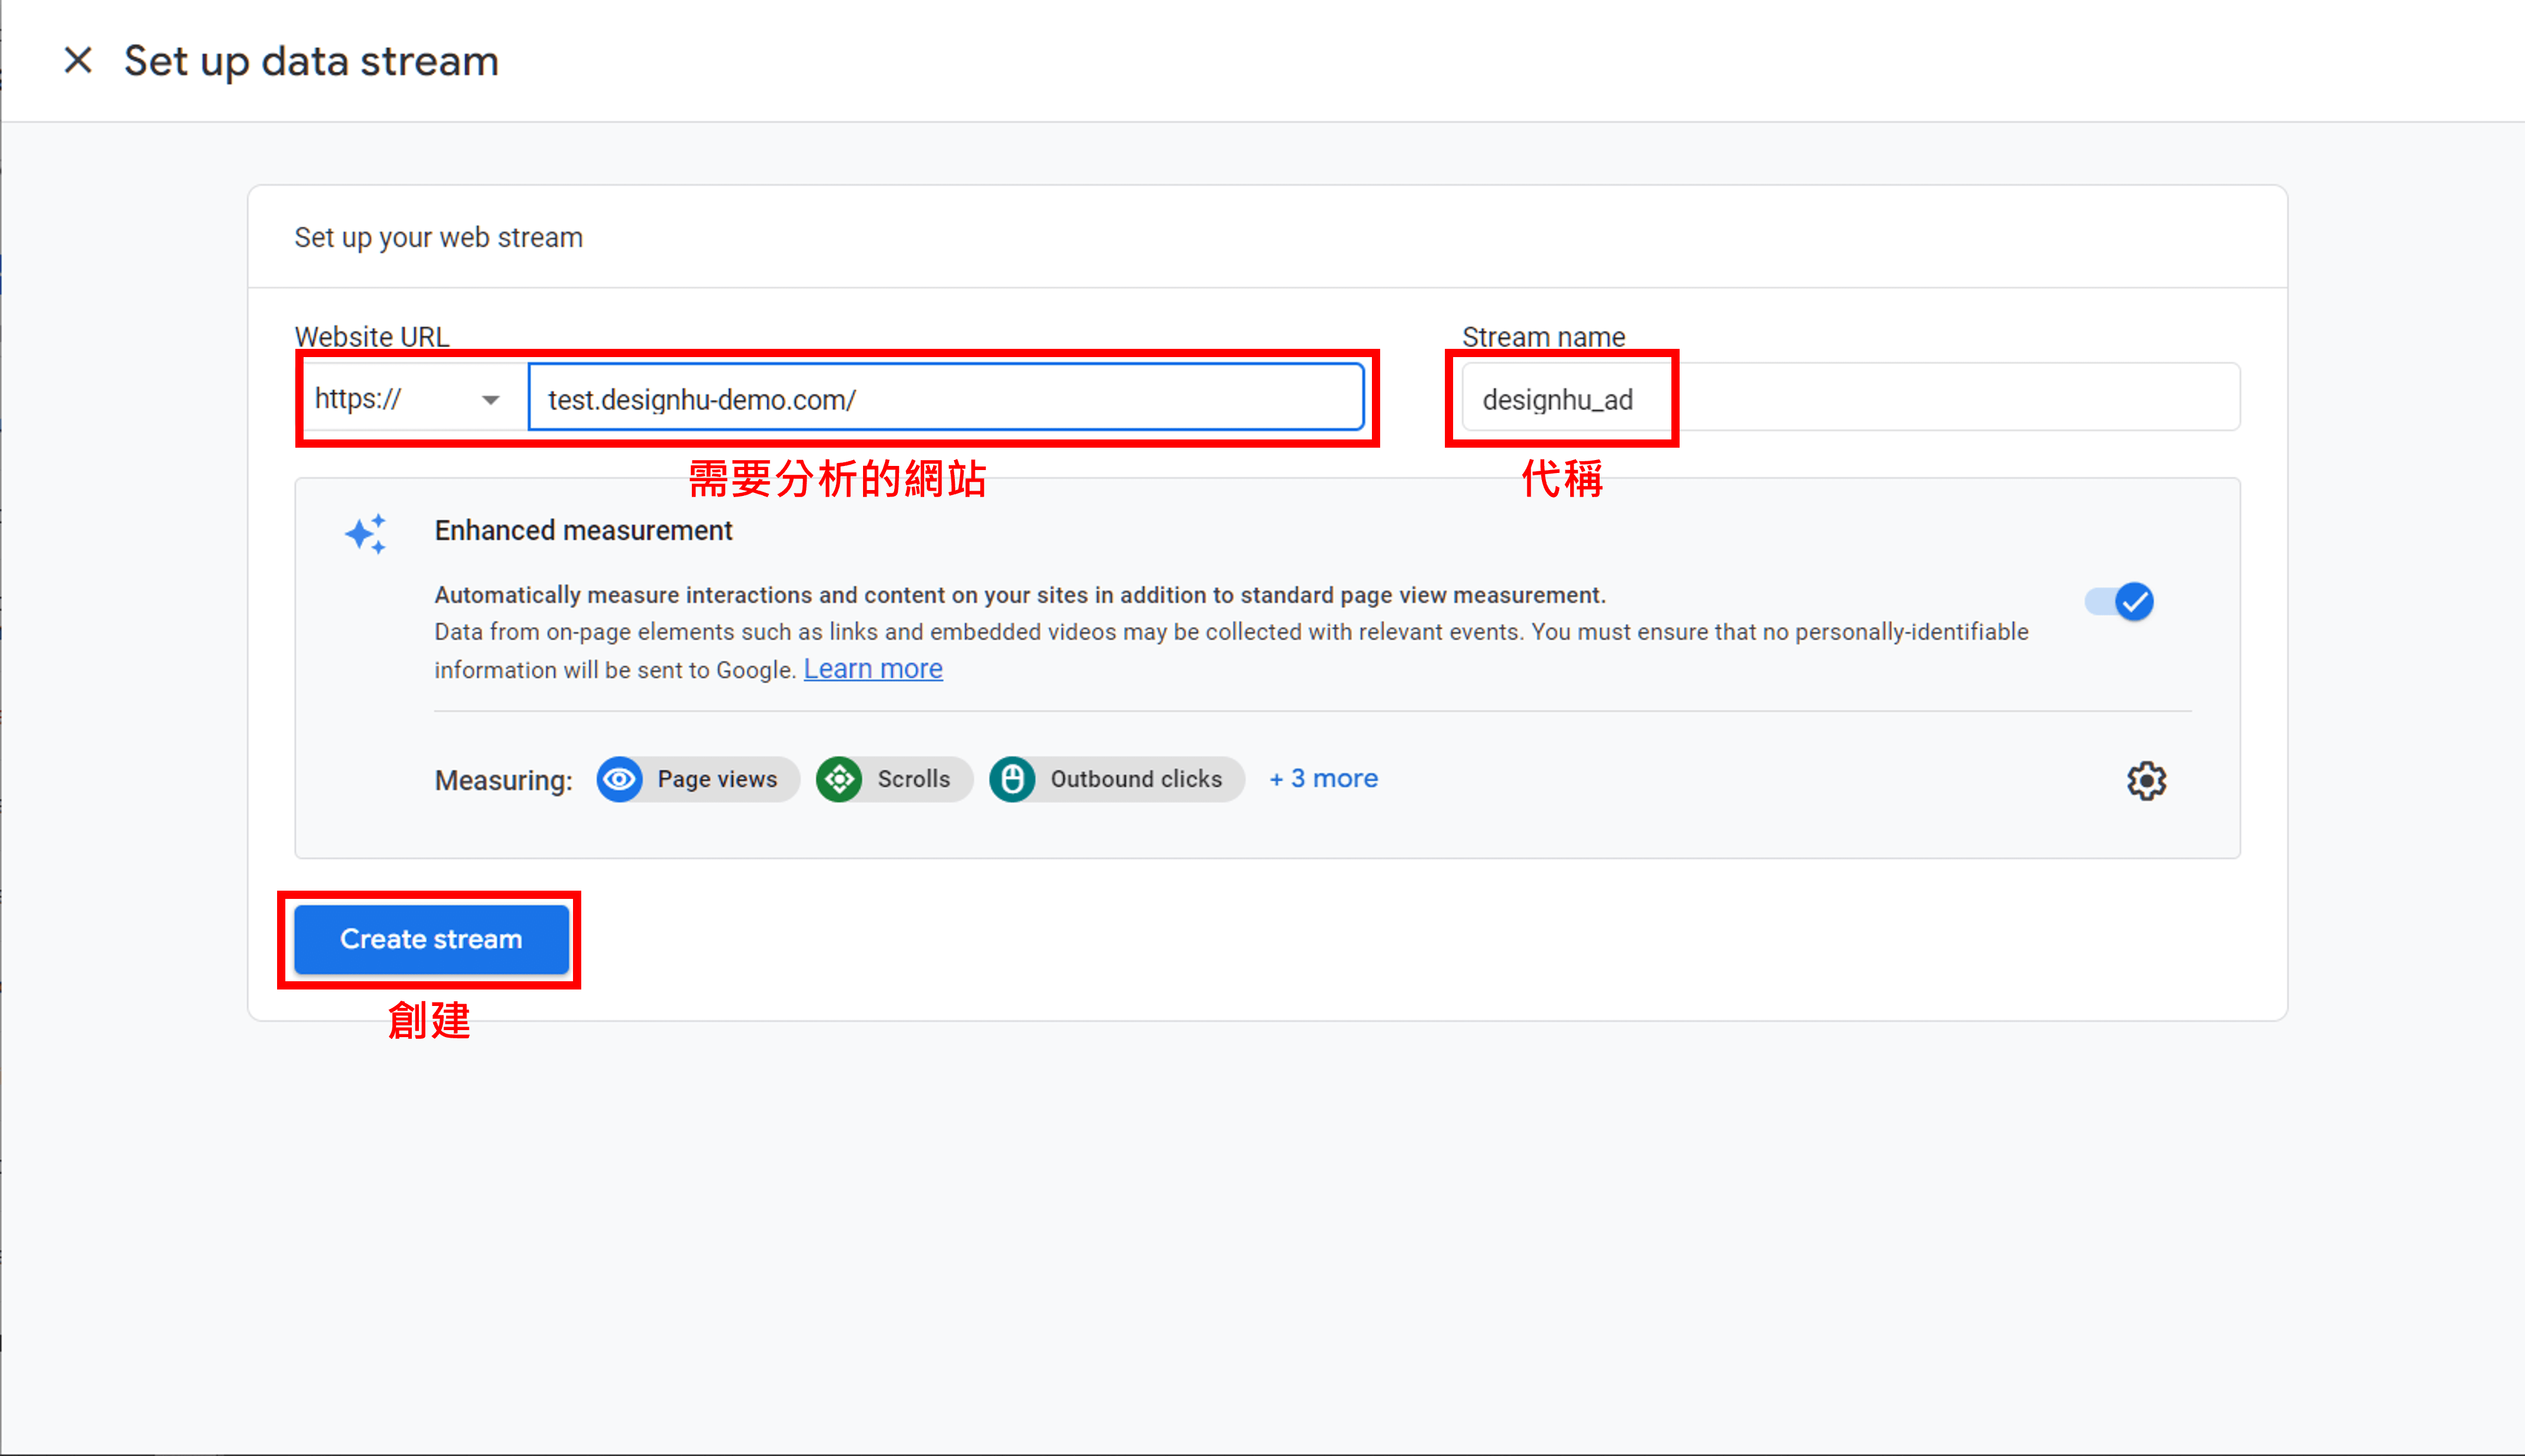 Set up data stream
Set up your web stream
Website URL
Stream name
https://
test.designhu-demo.com/
designhu_ad
需要分析的網站
代稱
Enhanced measurement
Automatically measure interactions and content on your sites in addition to standard page view measurement.
Data from on-page elements such as links and embedded videos may be collected with relevant events. You must ensure that no personally-identifiable
information will be sent to Google. Learn more
Measuring:
Page views
Scrolls
Outbound clicks
+ 3 more
Create stream
創建